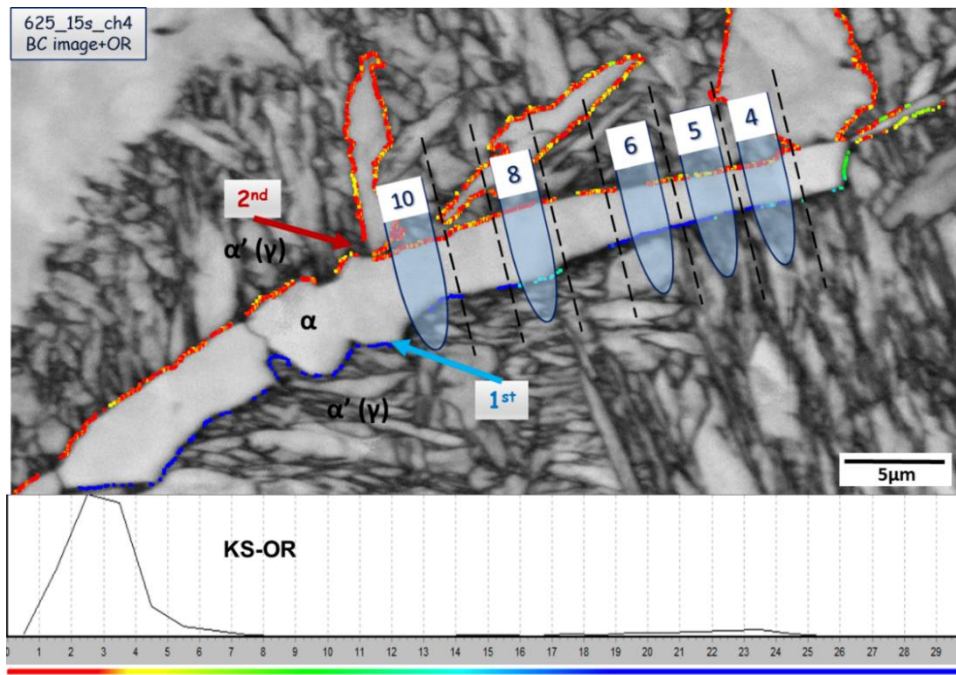 625_15s_ch4
BC image+OR
4
5
6
8
10
2nd
α' (γ)
α
1st
α' (γ)
5µm
KS-OR
0 1 2 3 4 5 6 7 8 9 10 11 12 13 14 15 16 17 18 19 20 21 22 23 24 25 26 27 28 29